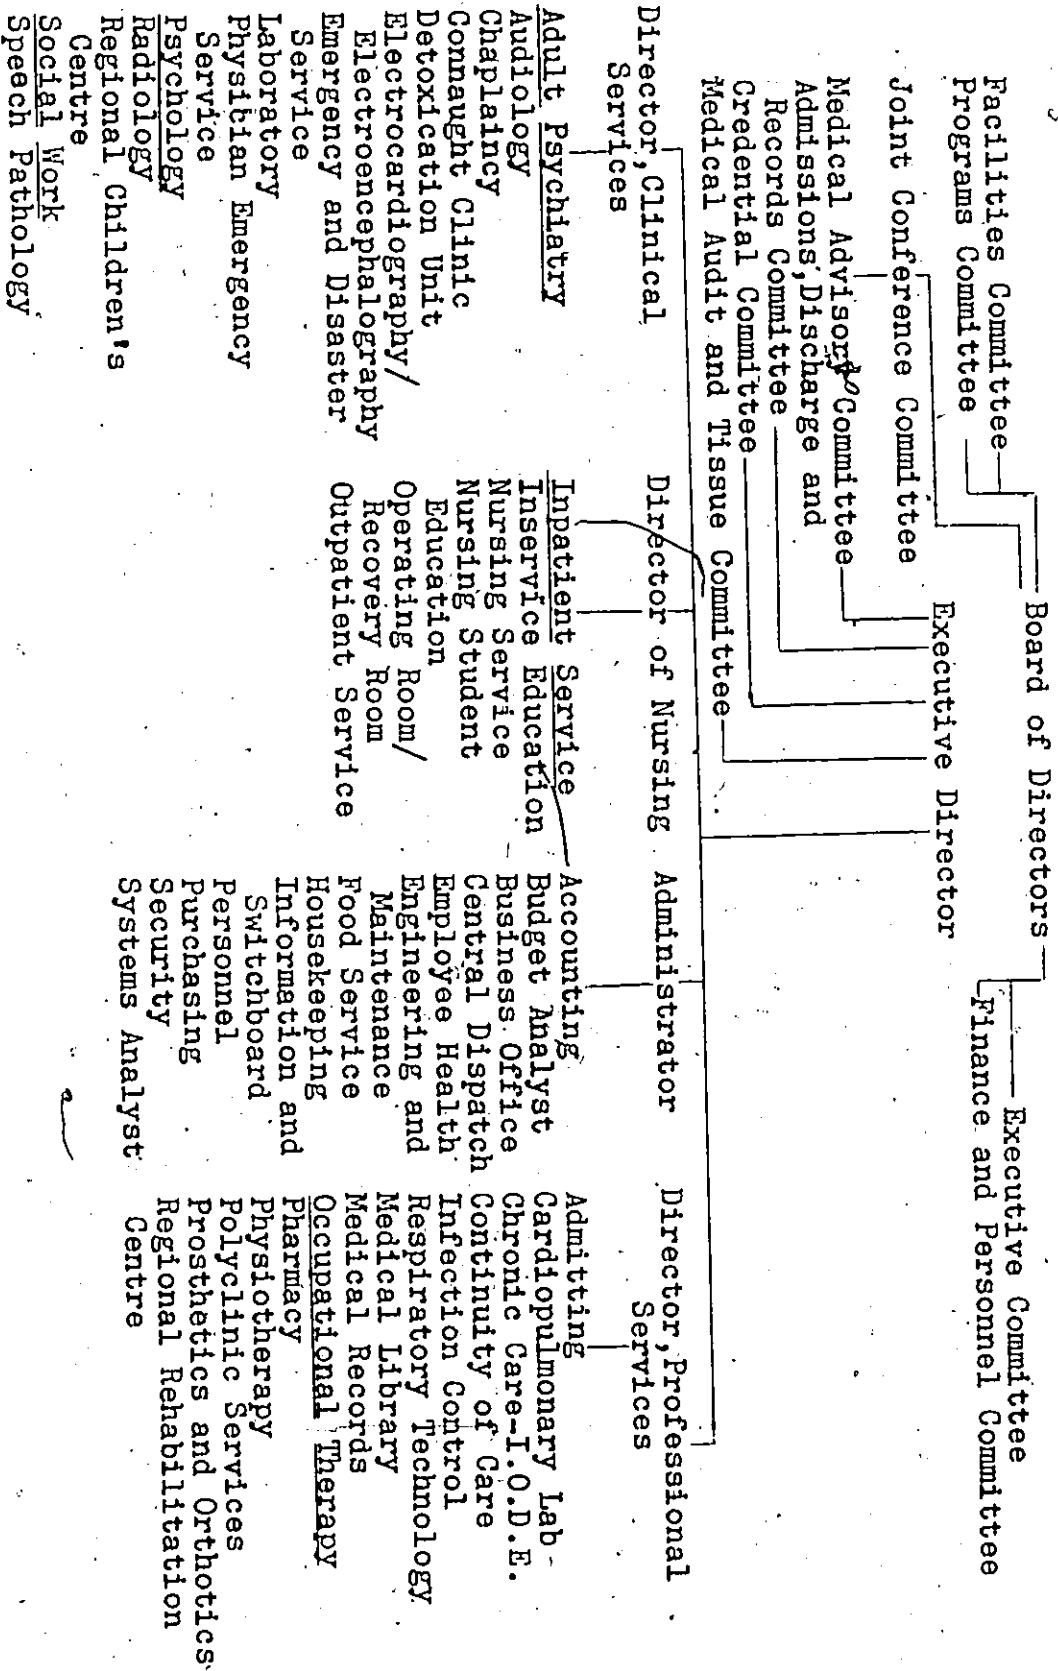 Board of Directors
Executive Committee
Finance and Personnel Committee
Facilities Committee
Programs Committee
Executive Director
Joint Conference Committee
Medical Advisory Committee
Admissions, Discharge and
Records Committee
Credential Committee
Medical Audit and Tissue Committee
Director, Clinical
Services
Adult Psychiatry
Audiology
Chaplaincy
Connaught Clinic
Detoxication Unit
Electrocardiography/
Electroencephalography
Emergency and Disaster
Service
Laboratory
Physician Emergency
Service
Psychology
Radiology
Regional Children's
Centre
Social Work
Speech Pathology
Director of Nursing
Inpatient Service
Inservice Education
Nursing Service
Nursing Student
Education
Operating Room/
Recovery Room
Outpatient Service
Administrator
Accounting
Budget Analyst
Business Office
Central Dispatch
Employee Health
Engineering and
Maintenance
Food Service
Housekeeping
Information and
Switchboard
Personnel
Purchasing
Security
Systems Analyst
Director, Professional
Services
Admitting
Cardiopulmonary Lab-
Chronic Care-I.O.D.E.
Continuity of Care
Infection Control
Respiratory Technology
Medical Library
Medical Records
Occupational Therapy
Pharmacy
Physiotherapy
Polyclinic Services
Prosthetics and Orthotics
Regional Rehabilitation
Centre